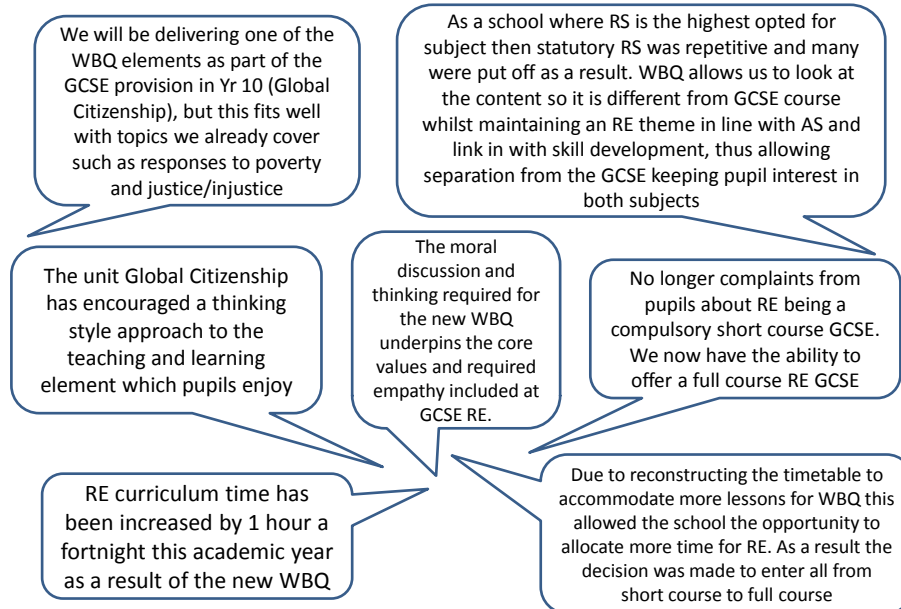 We will be delivering one of the
WBQ elements as part of the
GCSE provision in Yr 10 (Global
Citizenship), but this fits well
with topics we already cover
such as responses to poverty
and justice/injustice
As a school where RS is the highest opted for
subject then statutory RS was repetitive and many
were put off as a result. WBQ allows us to look at
the content so it is different from GCSE course
whilst maintaining an RE theme in line with AS and
link in with skill development, thus allowing
separation from the GCSE keeping pupil interest in
both subjects
The unit Global Citizenship
has encouraged a thinking
style approach to the
teaching and learning
element which pupils enjoy
The moral
discussion and
thinking required for
the new WBQ
underpins the core
values and required
empathy included at
GCSE RE.
No longer complaints from
pupils about RE being a
compulsory short course GCSE.
We now have the ability to
offer a full course RE GCSE
RE curriculum time has
been increased by 1 hour a
fortnight this academic year
as a result of the new WBQ
Due to reconstructing the timetable to
accommodate more lessons for WBQ this
allowed the school the opportunity to
allocate more time for RE. As a result the
decision was made to enter all from
short course to full course